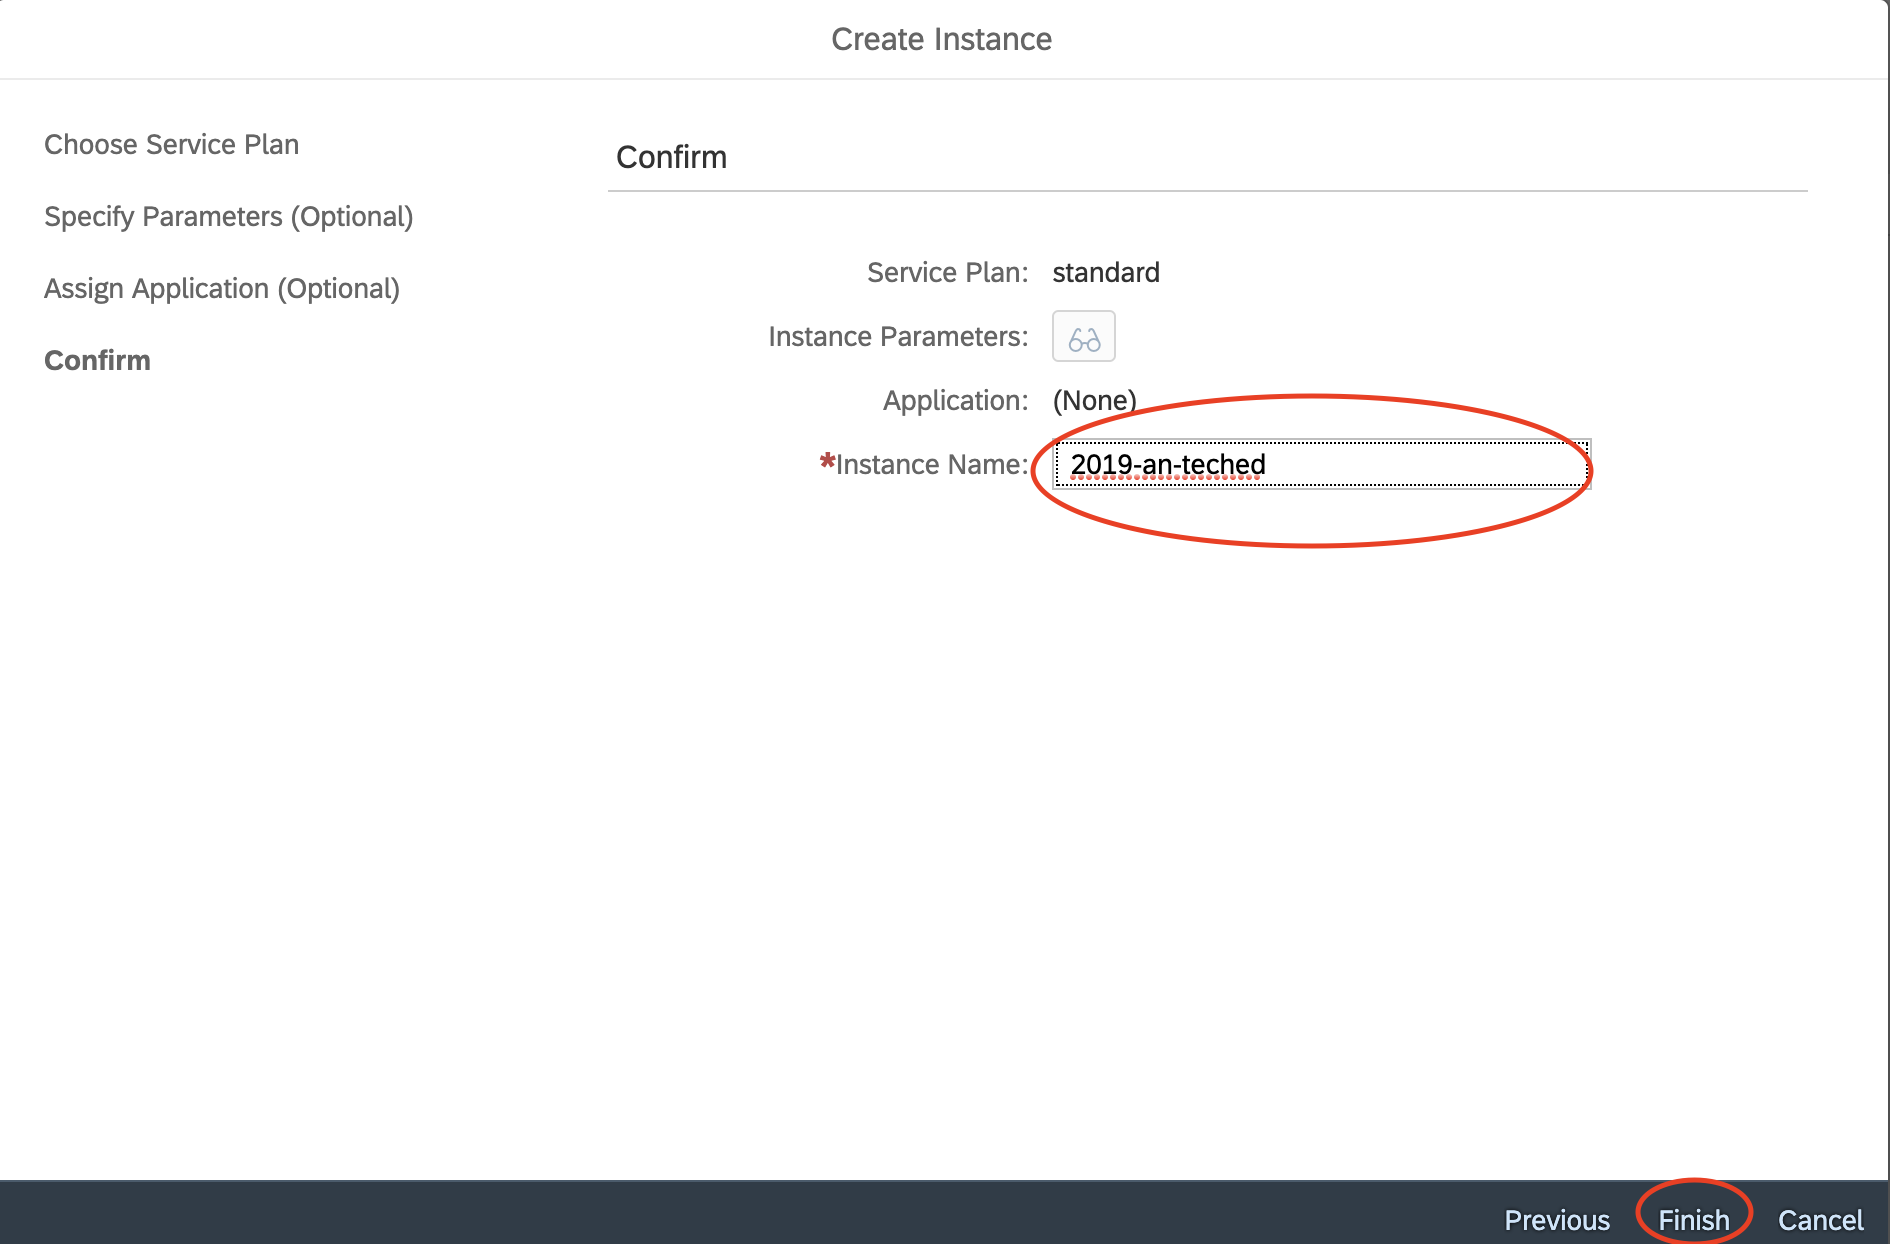 Create Instance
Choose Service Plan
Specify Parameters (Optional)
Assign Application (Optional)
Confirm
Confirm
Service Plan: standard
Instance Parameters:
Application: (None)
*Instance Name: 2019-an-teched
Previous Finish Cancel